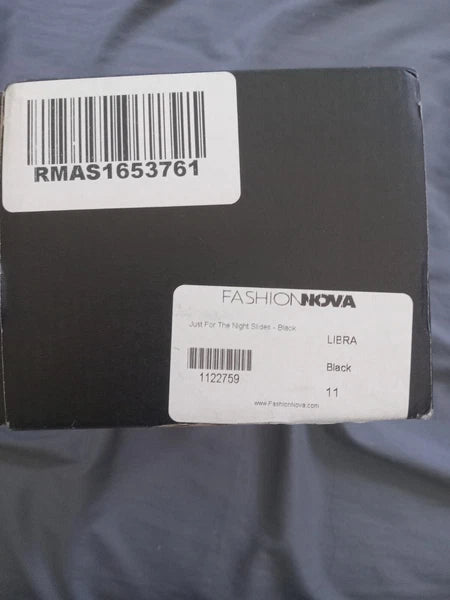 RMAS1653761
FASHIONNOVA
Just For The Night Slides - Black
LIBRA
Black
1122759
11
www.FashionNova.com